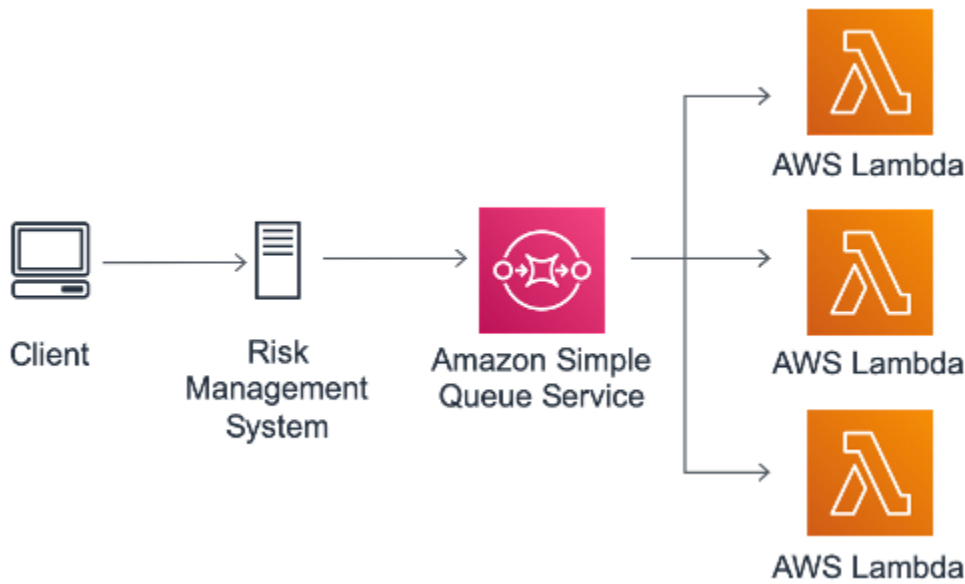 AWS Lambda
Client
Risk
Management
System
Amazon Simple
Queue Service
AWS Lambda
AWS Lambda